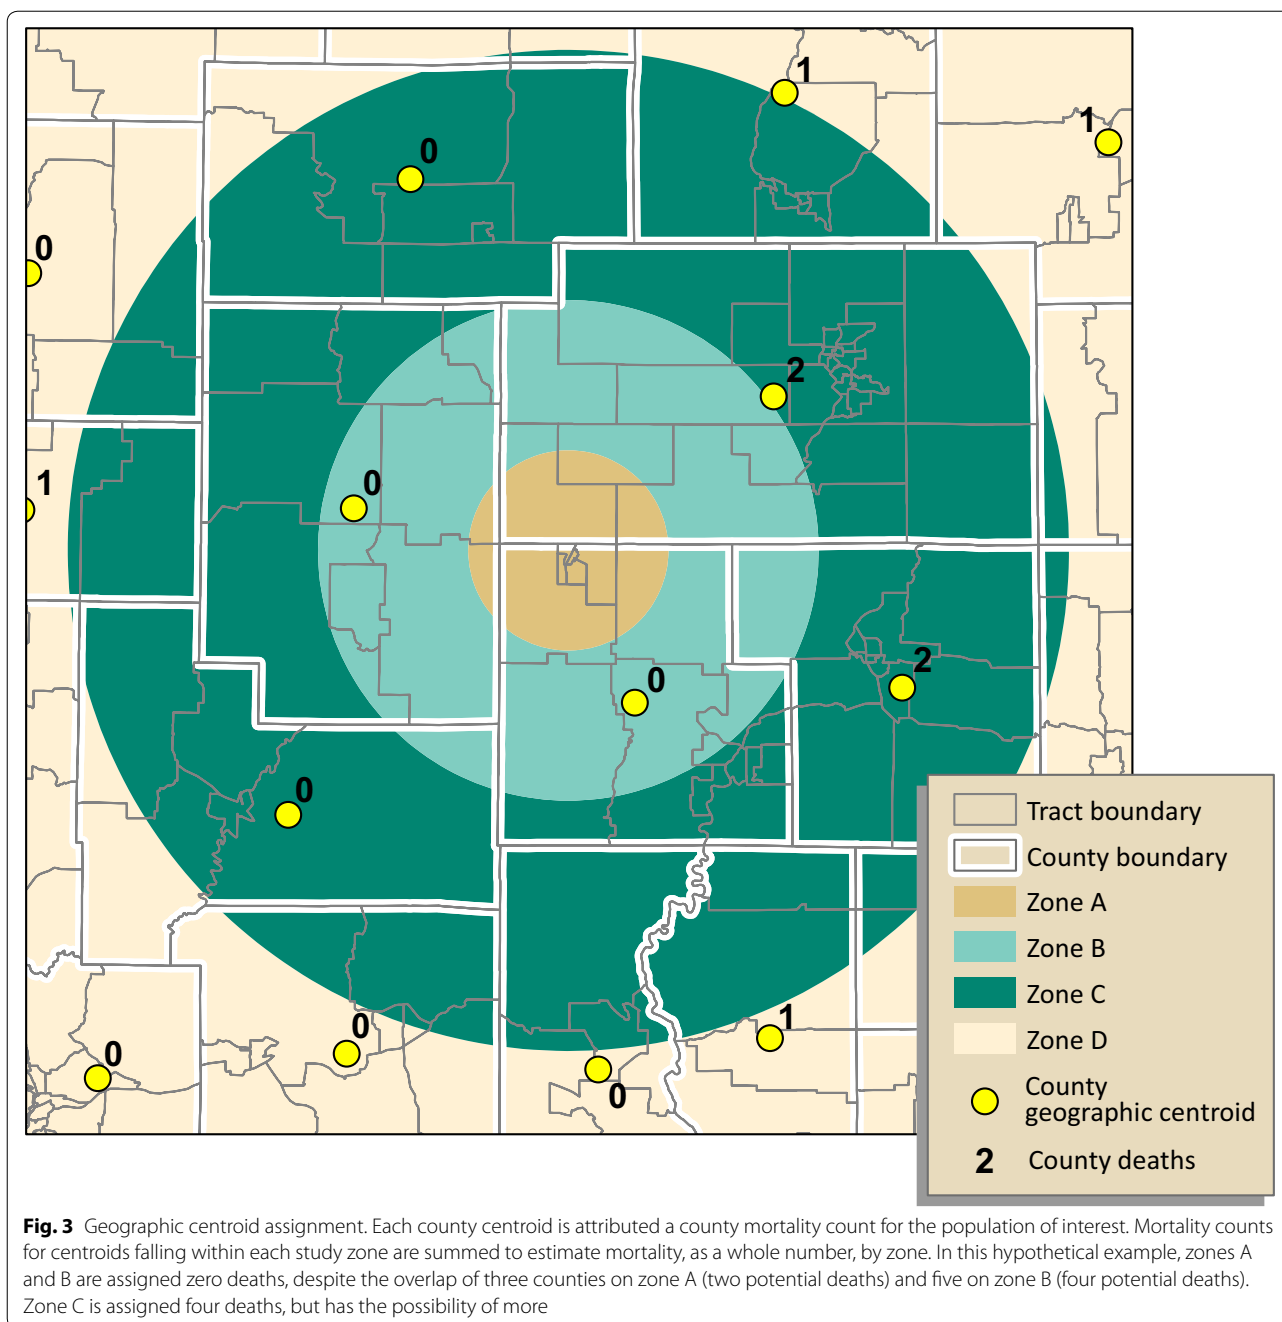 1
1
0
0
2
0
1
2
0
0
1
0
0
0
Tract boundary
County boundary
Zone A
Zone B
Zone C
Zone D
County
geographic centroid
2 County deaths
Fig. 3 Geographic centroid assignment. Each county centroid is attributed a county mortality count for the population of interest. Mortality counts
for centroids falling within each study zone are summed to estimate mortality, as a whole number, by zone. In this hypothetical example, zones A
and B are assigned zero deaths, despite the overlap of three counties on zone A (two potential deaths) and five on zone B (four potential deaths).
Zone C is assigned four deaths, but has the possibility of more